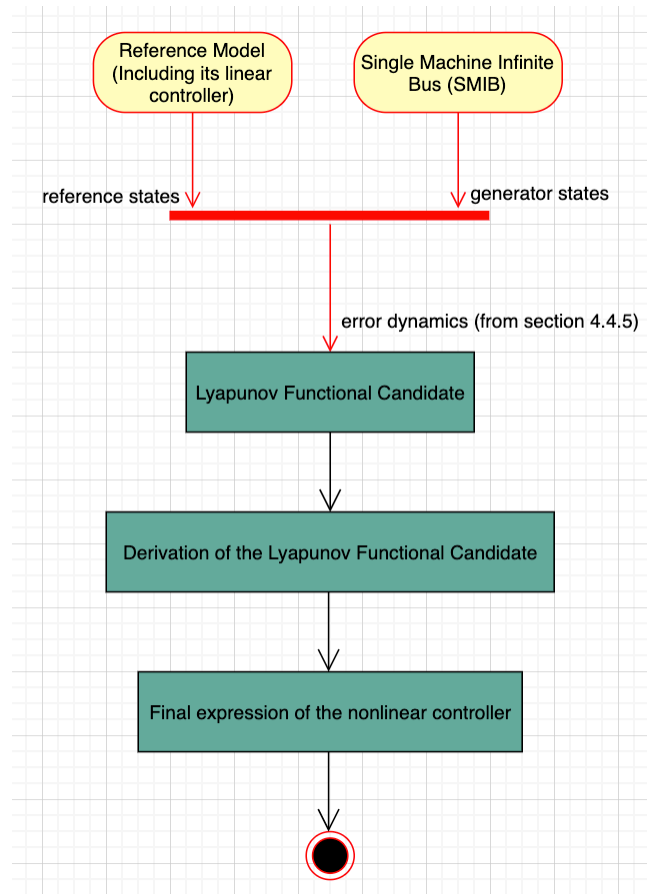 Reference Model
(Including its linear
controller)
Single Machine Infinite
Bus (SMIB)
reference states
generator states
error dynamics (from section 4.4.5)
Lyapunov Functional Candidate
Derivation of the Lyapunov Functional Candidate
Final expression of the nonlinear controller